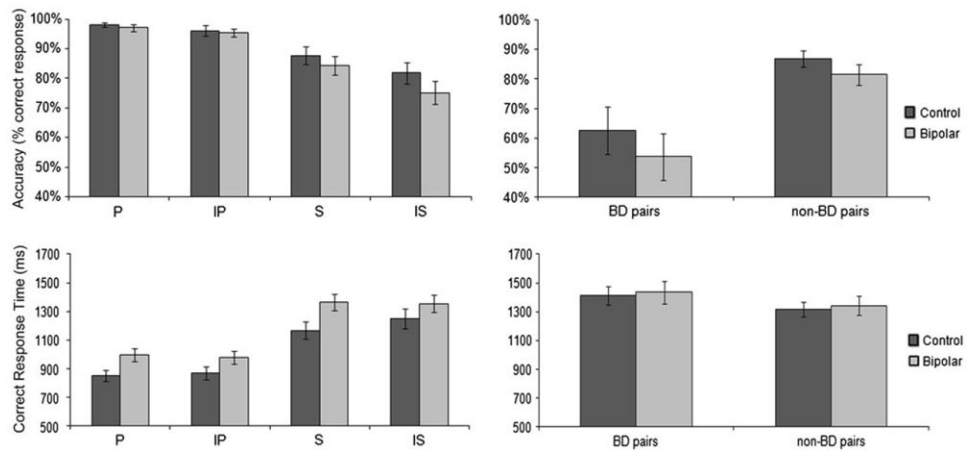 Accuracy (% correct response)
100%
90%
80%
70%
60%
50%
40%
P IP S IS
100%
90%
80%
70%
60%
50%
40%
BD pairs non-BD pairs
Control
Bipolar
Correct Response Time (ms)
1700
1500
1300
1100
900
700
500
P IP S IS
1700
1500
1300
1100
900
700
500
BD pairs non-BD pairs
Control
Bipolar